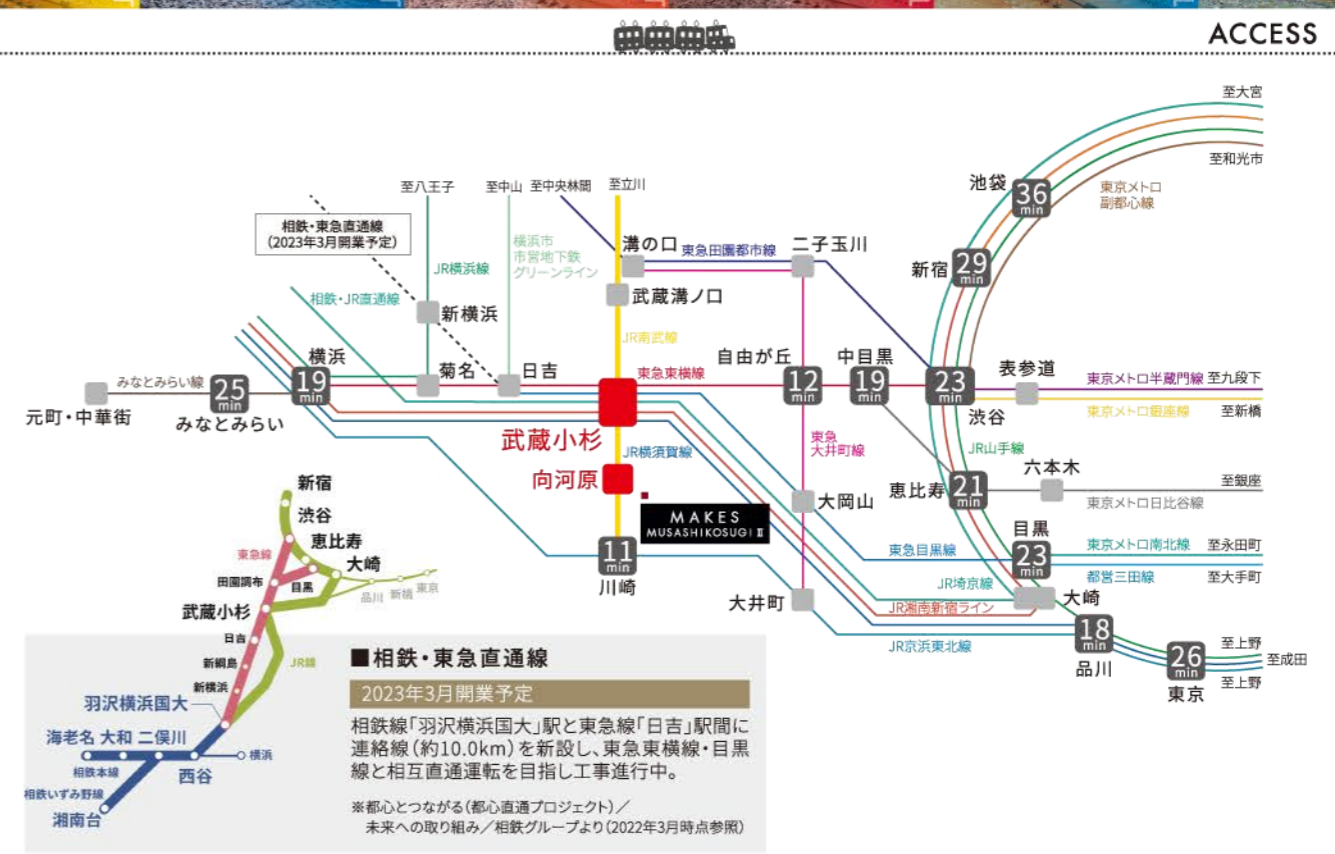 ACCESS
至大宮
至和光市
東京メトロ
副都心線
池袋
36
min
新宿
29
min
至八王子
至中山
至中央林間
至立川
相鉄・東急直通線
(2023年3月開業予定)
横浜市
市営地下鉄
グリーンライン
溝の口
東急田園都市線
二子玉川
JR横浜線
相鉄・JR直通線
新横浜
武蔵溝ノ口
JR南武線
横浜
19
min
菊名
日吉
東急東横線
自由が丘
12
min
中目黒
19
min
23
min
渋谷
表参道
東京メトロ半蔵門線
至九段下
東京メトロ銀座線
至新橋
みなとみらい線
25
min
みなとみらい
元町・中華街
武蔵小杉
JR横須賀線
東急
大井町線
JR山手線
向河原
MAKES
MUSASHIKOSUGI Ⅱ
大岡山
恵比寿
21
min
六本木
至銀座
東京メトロ日比谷線
11
min
川崎
東急目黒線
目黒
23
min
東京メトロ南北線
至永田町
都営三田線
至大手町
JR埼京線
大井町
JR湘南新宿ライン
大崎
JR京浜東北線
18
min
品川
26
min
東京
至上野
至成田
至上野
新宿
渋谷
東急線
恵比寿
大崎
田園調布
目黒
品川
新橋
東京
武蔵小杉
日吉
新綱島
JR線
新横浜
羽沢横浜国大
海老名
大和
二俣川
横浜
相鉄本線
西谷
相鉄いずみ野線
湘南台
■相鉄・東急直通線
2023年3月開業予定
相鉄線「羽沢横浜国大」駅と東急線「日吉」駅間に
連絡線(約10.0km)を新設し、東急東横線・目黒
線と相互直通運転を目指し工事進行中。
※都心とつながる(都心直通プロジェクト)／
未来への取り組み／相鉄グループより(2022年3月時点参照)